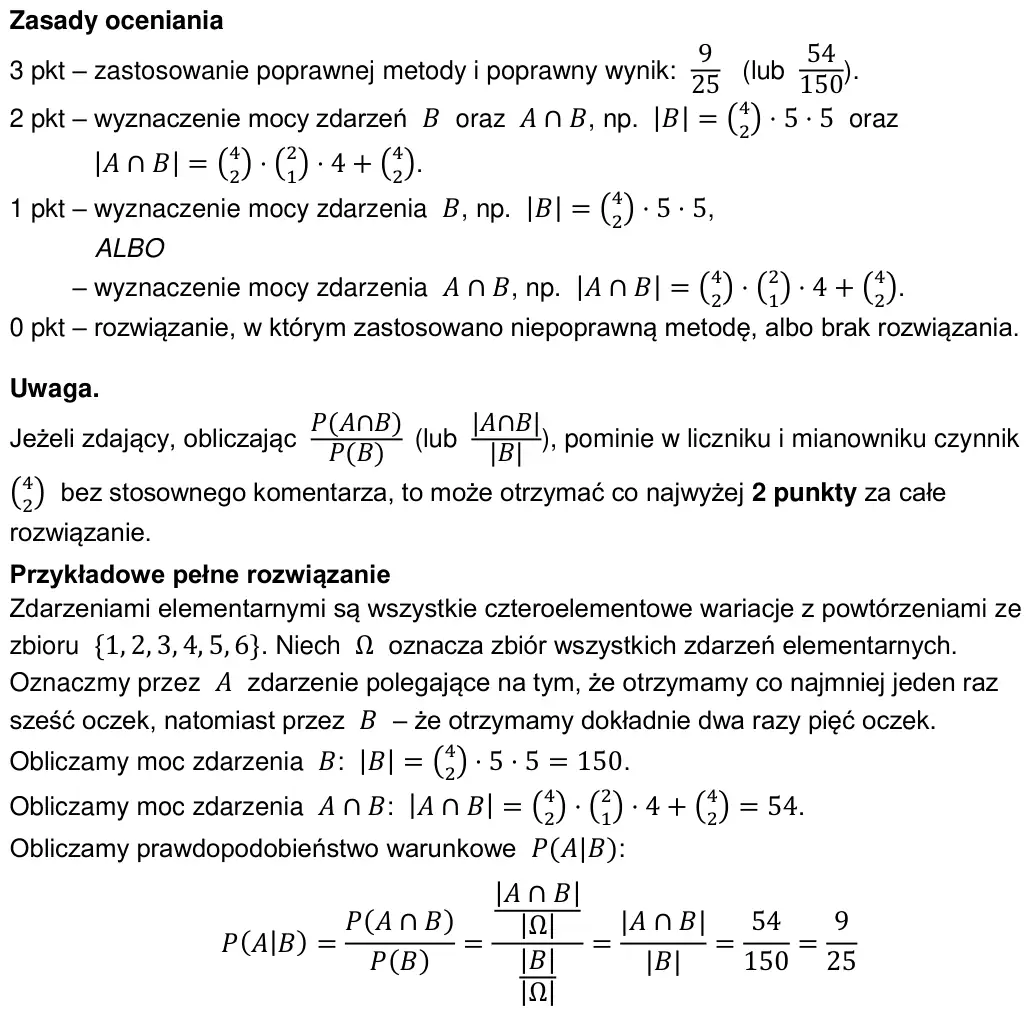 Zasady oceniania
3 pkt – zastosowanie poprawnej metody i poprawny wynik: 9/25 (lub 54/150).
2 pkt – wyznaczenie mocy zdarzeń B oraz A ∩ B, np. |B| = (4 2) · 5 · 5 oraz
|A ∩ B| = (4 2) · (2 1) · 4 + (4 2).
1 pkt – wyznaczenie mocy zdarzenia B, np. |B| = (4 2) · 5 · 5,
ALBO
– wyznaczenie mocy zdarzenia A ∩ B, np. |A ∩ B| = (4 2) · (2 1) · 4 + (4 2).
0 pkt – rozwiązanie, w którym zastosowano niepoprawną metodę, albo brak rozwiązania.
Uwaga.
Jeżeli zdający, obliczając P(A∩B)/P(B) (lub |A∩B|/|B|), pominie w liczniku i mianowniku czynnik
(4 2) bez stosownego komentarza, to może otrzymać co najwyżej 2 punkty za całe
rozwiązanie.
Przykładowe pełne rozwiązanie
Zdarzeniami elementarnymi są wszystkie czteroelementowe wariacje z powtórzeniami ze
zbioru {1, 2, 3, 4, 5, 6}. Niech Ω oznacza zbiór wszystkich zdarzeń elementarnych.
Oznaczmy przez A zdarzenie polegające na tym, że otrzymamy co najmniej jeden raz
sześć oczek, natomiast przez B – że otrzymamy dokładnie dwa razy pięć oczek.
Obliczamy moc zdarzenia B: |B| = (4 2) · 5 · 5 = 150.
Obliczamy moc zdarzenia A ∩ B: |A ∩ B| = (4 2) · (2 1) · 4 + (4 2) = 54.
Obliczamy prawdopodobieństwo warunkowe P(A|B):
P(A|B) = P(A ∩ B)/P(B) = (|A ∩ B|/|Ω|)/(|B|/|Ω|) = |A ∩ B|/|B| = 54/150 = 9/25